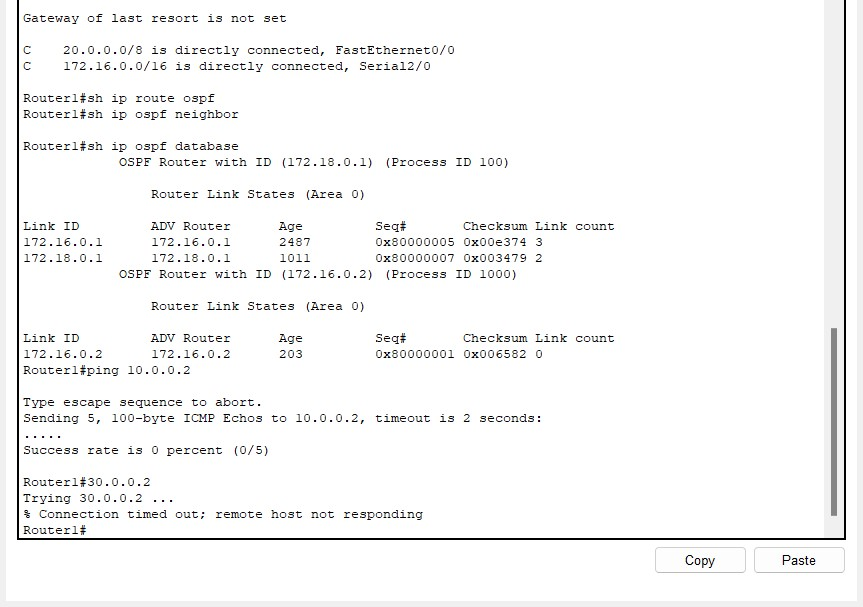 Gateway of last resort is not set
C    20.0.0.0/8 is directly connected, FastEthernet0/0
C    172.16.0.0/16 is directly connected, Serial2/0
Router1#sh ip route ospf
Router1#sh ip ospf neighbor
Router1#sh ip ospf database
            OSPF Router with ID (172.18.0.1) (Process ID 100)
                Router Link States (Area 0)
Link ID         ADV Router      Age         Seq#       Checksum Link count
172.16.0.1      172.16.0.1      2487        0x80000005 0x00e374 3
172.18.0.1      172.18.0.1      1011        0x80000007 0x003479 2
            OSPF Router with ID (172.16.0.2) (Process ID 1000)
                Router Link States (Area 0)
Link ID         ADV Router      Age         Seq#       Checksum Link count
172.16.0.2      172.16.0.2      203         0x80000001 0x006582 0
Router1#ping 10.0.0.2
Type escape sequence to abort.
Sending 5, 100-byte ICMP Echos to 10.0.0.2, timeout is 2 seconds:
.....
Success rate is 0 percent (0/5)
Router1#30.0.0.2
Trying 30.0.0.2 ...
% Connection timed out; remote host not responding
Router1#
Copy Paste